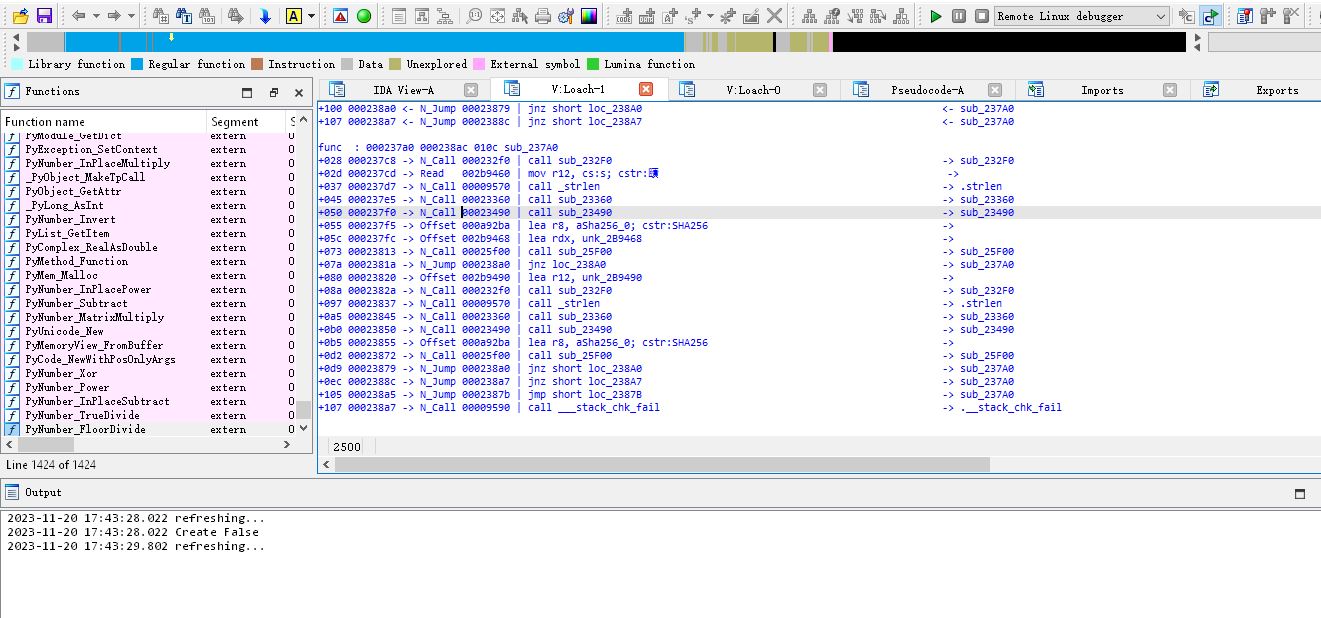 Remote Linux debugger
Library function Regular function Instruction Data Unexplored External symbol Lumina function
Functions
IDA View-A V:Loach-1 V:Loach-0 Pseudocode-A Imports Exports
Function name Segment S
PyModule_GetDict extern 0
PyException_SetContext extern 0
PyNumber_InPlaceMultiply extern 0
_PyObject_MakeTpCall extern 0
PyObject_GetAttr extern 0
_PyLong_AsInt extern 0
PyNumber_Invert extern 0
PyList_GetItem extern 0
PyComplex_RealAsDouble extern 0
PyMethod_Function extern 0
PyMem_Malloc extern 0
PyNumber_InPlacePower extern 0
PyNumber_Subtract extern 0
PyNumber_MatrixMultiply extern 0
PyUnicode_New extern 0
PyMemoryView_FromBuffer extern 0
PyCode_NewWithPosOnlyArgs extern 0
PyNumber_Xor extern 0
PyNumber_Power extern 0
PyNumber_InPlaceSubtract extern 0
PyNumber_TrueDivide extern 0
PyNumber_FloorDivide extern 0
Line 1424 of 1424
+100 000238a0 <- N_Jump 00023879 | jnz short loc_238A0 <- sub_237A0
+107 000238a7 <- N_Jump 0002388c | jnz short loc_238A7 <- sub_237A0
func : 000237a0 000238ac 010c sub_237A0
+028 000237c8 -> N_Call 000232f0 | call sub_232F0 -> sub_232F0
+02d 000237cd -> Read 002b9460 | mov r12, cs:s; cstr: ->
+037 000237d7 -> N_Call 00009570 | call _strlen -> .strlen
+045 000237e5 -> N_Call 00023360 | call sub_23360 -> sub_23360
+050 000237f0 -> N_Call 00023490 | call sub_23490 -> sub_23490
+055 000237f5 -> Offset 000a92ba | lea r8, aSha256_0; cstr:SHA256 ->
+05c 000237fc -> Offset 002b9468 | lea rdx, unk_2B9468 ->
+073 00023813 -> N_Call 00025f00 | call sub_25F00 -> sub_25F00
+07a 0002381a -> N_Jump 000238a0 | jnz loc_238A0 -> sub_237A0
+080 00023820 -> Offset 002b9490 | lea r12, unk_2B9490 ->
+08a 0002382a -> N_Call 000232f0 | call sub_232F0 -> sub_232F0
+097 00023837 -> N_Call 00009570 | call _strlen -> .strlen
+0a5 00023845 -> N_Call 00023360 | call sub_23360 -> sub_23360
+0b0 00023850 -> N_Call 00023490 | call sub_23490 -> sub_23490
+0b5 00023855 -> Offset 000a92ba | lea r8, aSha256_0; cstr:SHA256 ->
+0d2 00023872 -> N_Call 00025f00 | call sub_25F00 -> sub_25F00
+0d9 00023879 -> N_Jump 000238a0 | jnz short loc_238A0 -> sub_237A0
+0ec 0002388c -> N_Jump 000238a7 | jnz short loc_238A7 -> sub_237A0
+105 000238a5 -> N_Jump 0002387b | jmp short loc_2387B -> sub_237A0
+107 000238a7 -> N_Call 00009590 | call ___stack_chk_fail -> .__stack_chk_fail
2500
Output
2023-11-20 17:43:28.022 refreshing...
2023-11-20 17:43:28.022 Create False
2023-11-20 17:43:29.802 refreshing...